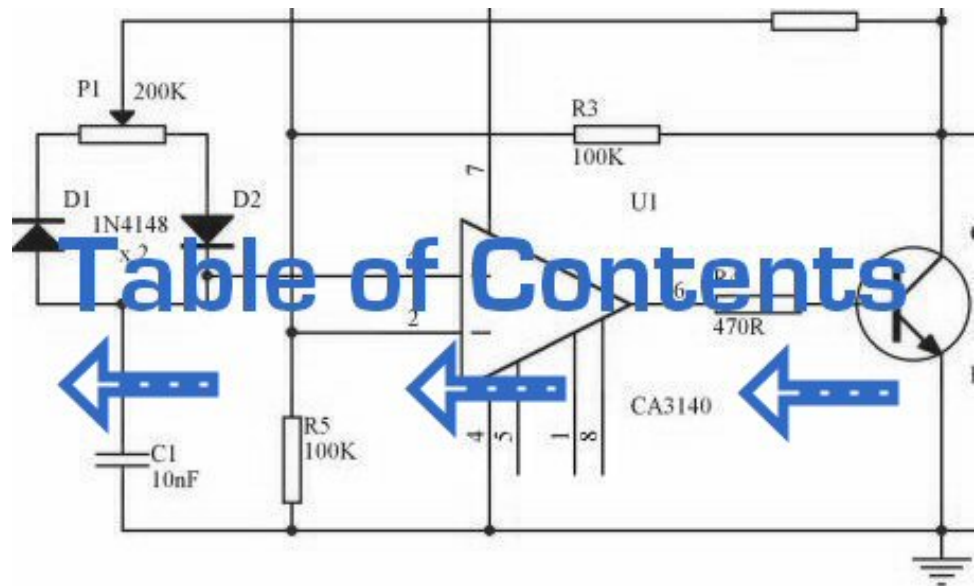 P1
200K
R3
100K
7
U1
D1
D2
1N4148
x 2
Table of Contents
6
2
470R
CA3140
R5
100K
4
5
1
8
C1
10nF